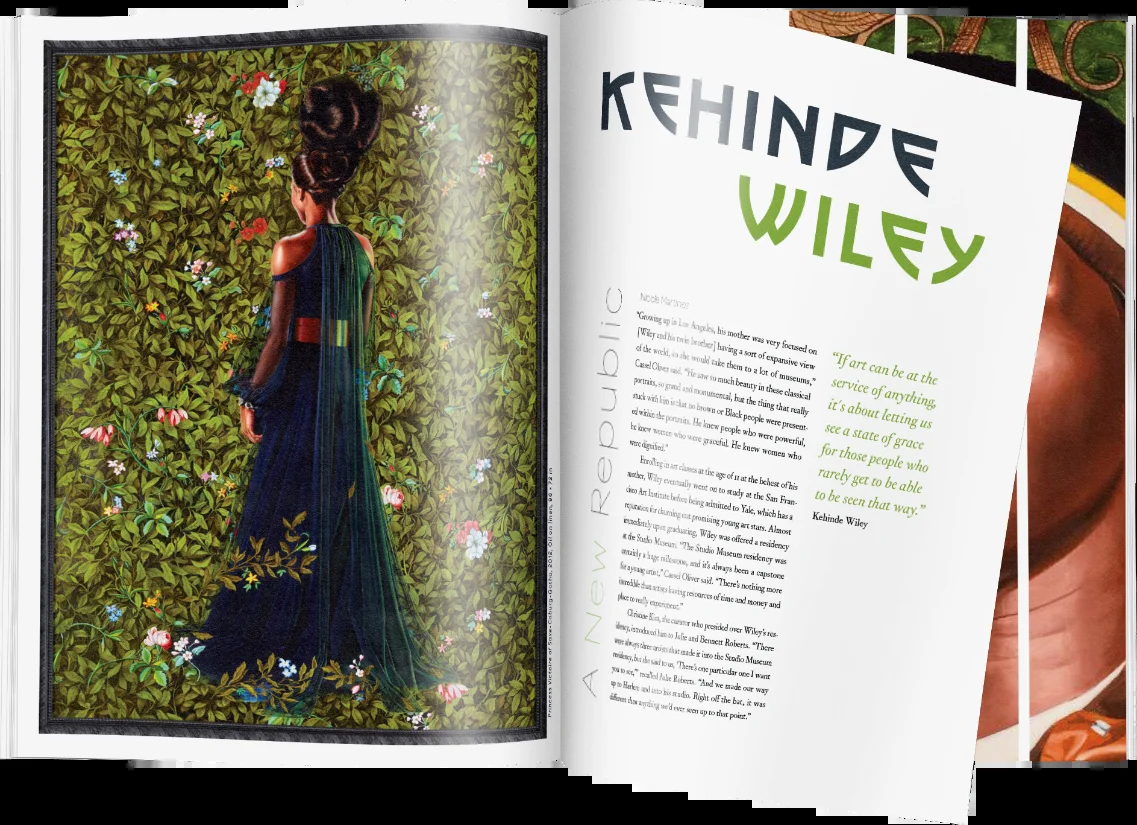 Princess Victoire of Saxe-Coburg-Gotha, 2012, Oil on linen, 96 × 72 in
KEHINDE
WILEY
A New Republic
Nicole Martinez
"Growing up in Los Angeles, his mother was very focused on
[Wiley and his twin brother] having a sort of expansive view
of the world, so she would take them to a lot of museums,"
Cassel Oliver said. "He saw so much beauty in these classical
portraits, so grand and monumental, but the thing that really
stuck with him is that no brown or Black people were present-
ed within the portraits. He knew people who were powerful,
he knew women who were graceful. He knew women who
were dignified."
Enrolling in art classes at the age of 11 at the behest of his
mother, Wiley eventually went on to study at the San Fran-
cisco Art Institute before being admitted to Yale, which has a
reputation for churning out promising young art stars. Almost
immediately upon graduating, Wiley was offered a residency
at the Studio Museum. "The Studio Museum residency was
certainly a huge milestone, and it's always been a capstone
for a young artist," Cassel Oliver said. "There's nothing more
incredible than artists having resources of time and money and
place to really experiment."
Christine Kim, the curator who presided over Wiley's res-
idency, introduced him to Julie and Bennett Roberts. "There
were always three artists that made it into the Studio Museum
residency, but she said to us, 'There's one particular one I want
you to see,'" recalled Julie Roberts. "And we made our way
up to Harlem and into his studio. Right off the bat, it was
different than anything we'd ever seen up to that point."
"If art can be at the
service of anything,
it's about letting us
see a state of grace
for those people who
rarely get to be able
to be seen that way."
Kehinde Wiley